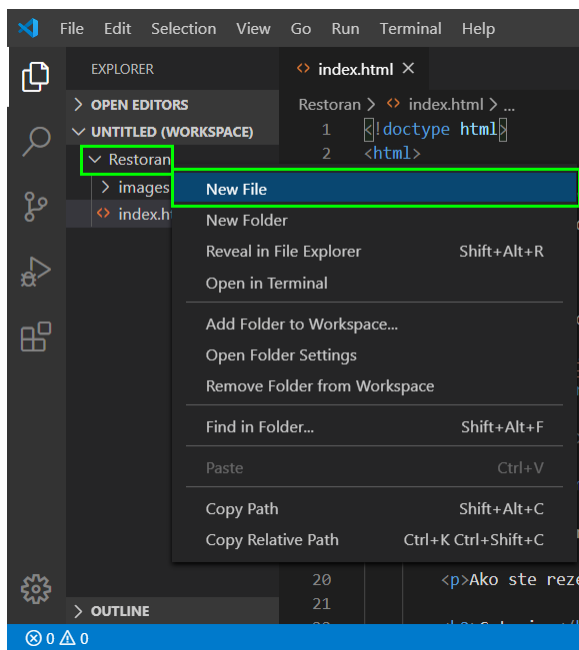 File Edit Selection View Go Run Terminal Help
EXPLORER
index.html
OPEN EDITORS
Restoran > index.html > ...
UNTITLED (WORKSPACE)
1 <!doctype html>
2 <html>
Restoran
images
index.h
New File
New Folder
Reveal in File Explorer Shift+Alt+R
Open in Terminal
Add Folder to Workspace...
Open Folder Settings
Remove Folder from Workspace
Find in Folder... Shift+Alt+F
Paste Ctrl+V
Copy Path Shift+Alt+C
Copy Relative Path Ctrl+K Ctrl+Shift+C
20 <p>Ako ste reze
21
OUTLINE
0 0